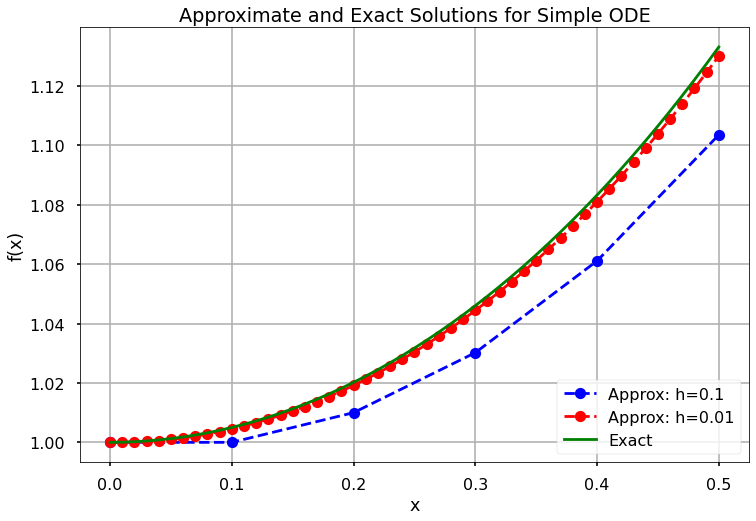 Approximate and Exact Solutions for Simple ODE
f(x)
1.12
1.10
1.08
1.06
1.04
1.02
1.00
Approx: h=0.1
Approx: h=0.01
Exact
0.0 0.1 0.2 0.3 0.4 0.5
x